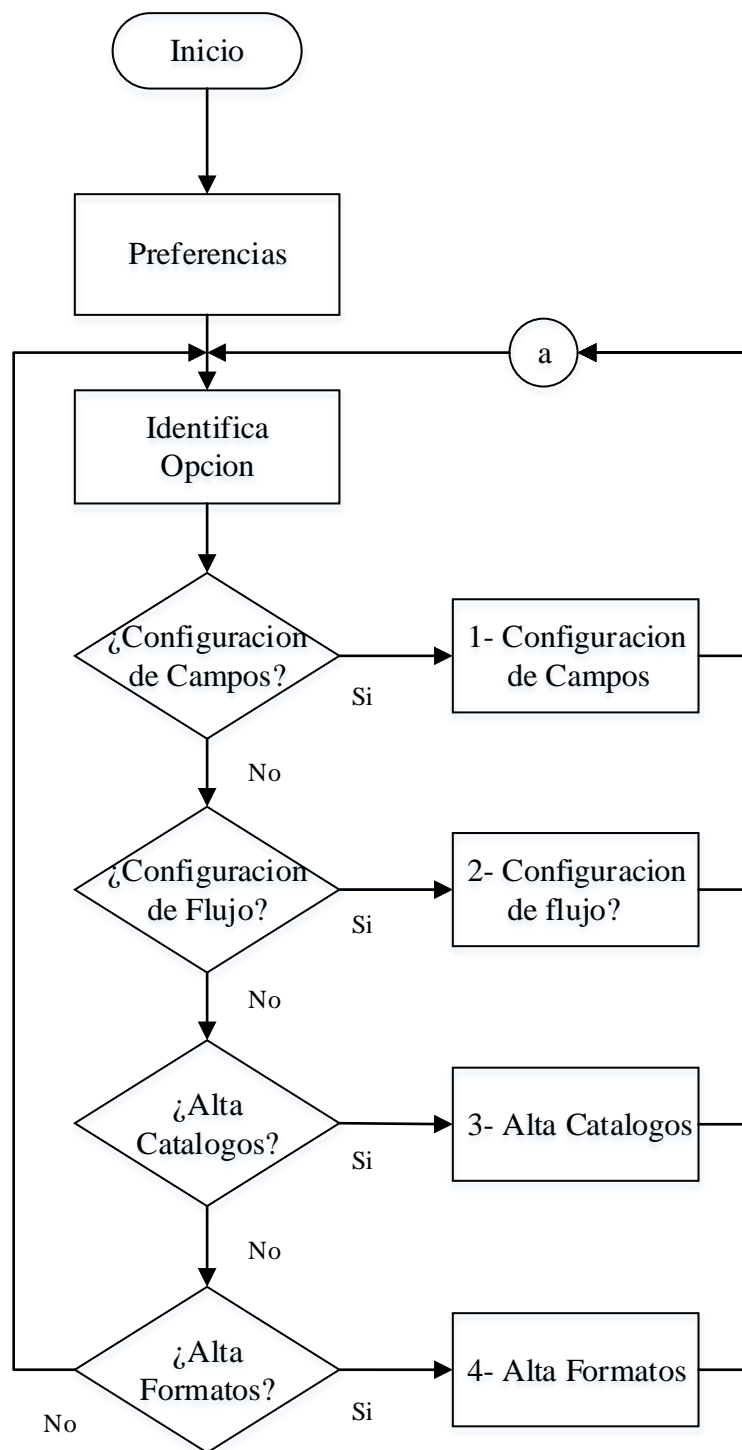 Inicio
Preferencias
a
Identifica
Opcion
¿Configuracion
de Campos?
Si
1- Configuracion
de Campos
No
¿Configuracion
de Flujo?
Si
2- Configuracion
de flujo?
No
¿Alta
Catalogos?
Si
3- Alta Catalogos
No
¿Alta
Formatos?
No
Si
4- Alta Formatos